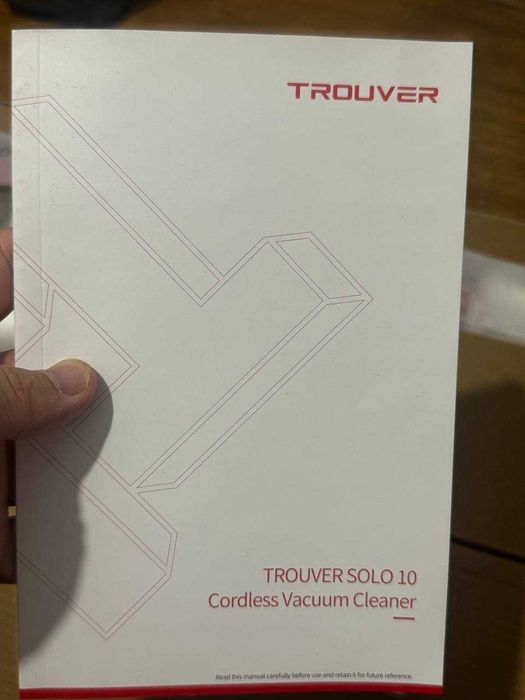 TROUVER
TROUVER SOLO 10
Cordless Vacuum Cleaner
Read this manual carefully before use and retain it for future reference.